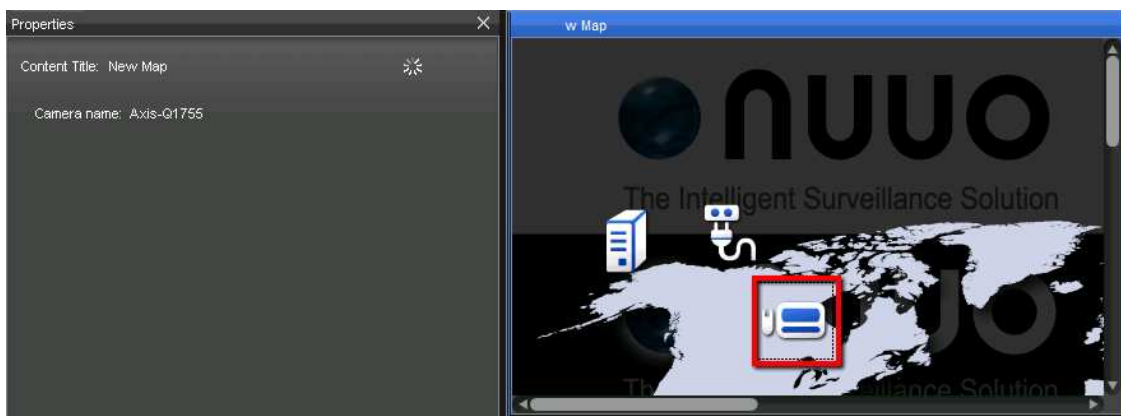 Properties
Content Title: New Map
Camera name: Axis-Q1755
w Map
nuuo
The Intelligent Surveillance Solution